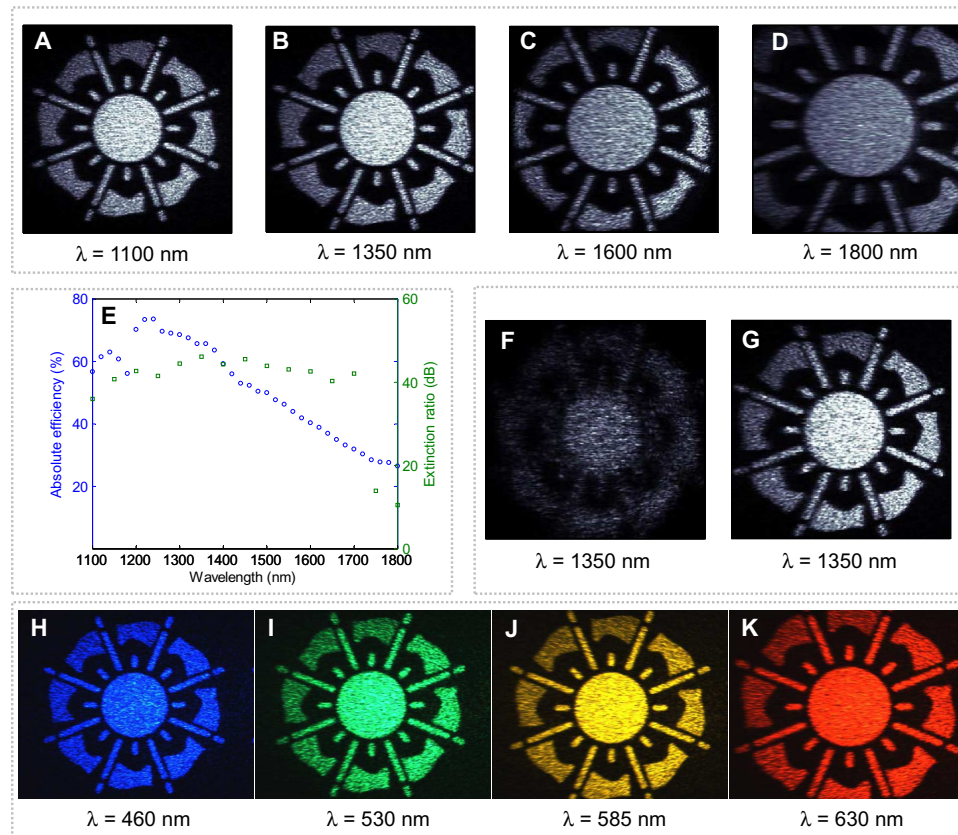 A B C D
λ = 1100 nm λ = 1350 nm λ = 1600 nm λ = 1800 nm
E
Absolute efficiency (%)
80
60
40
20
Extinction ratio (dB)
60
40
20
0
1100 1200 1300 1400 1500 1600 1700 1800
Wavelength (nm)
F G
λ = 1350 nm λ = 1350 nm
H I J K
λ = 460 nm λ = 530 nm λ = 585 nm λ = 630 nm